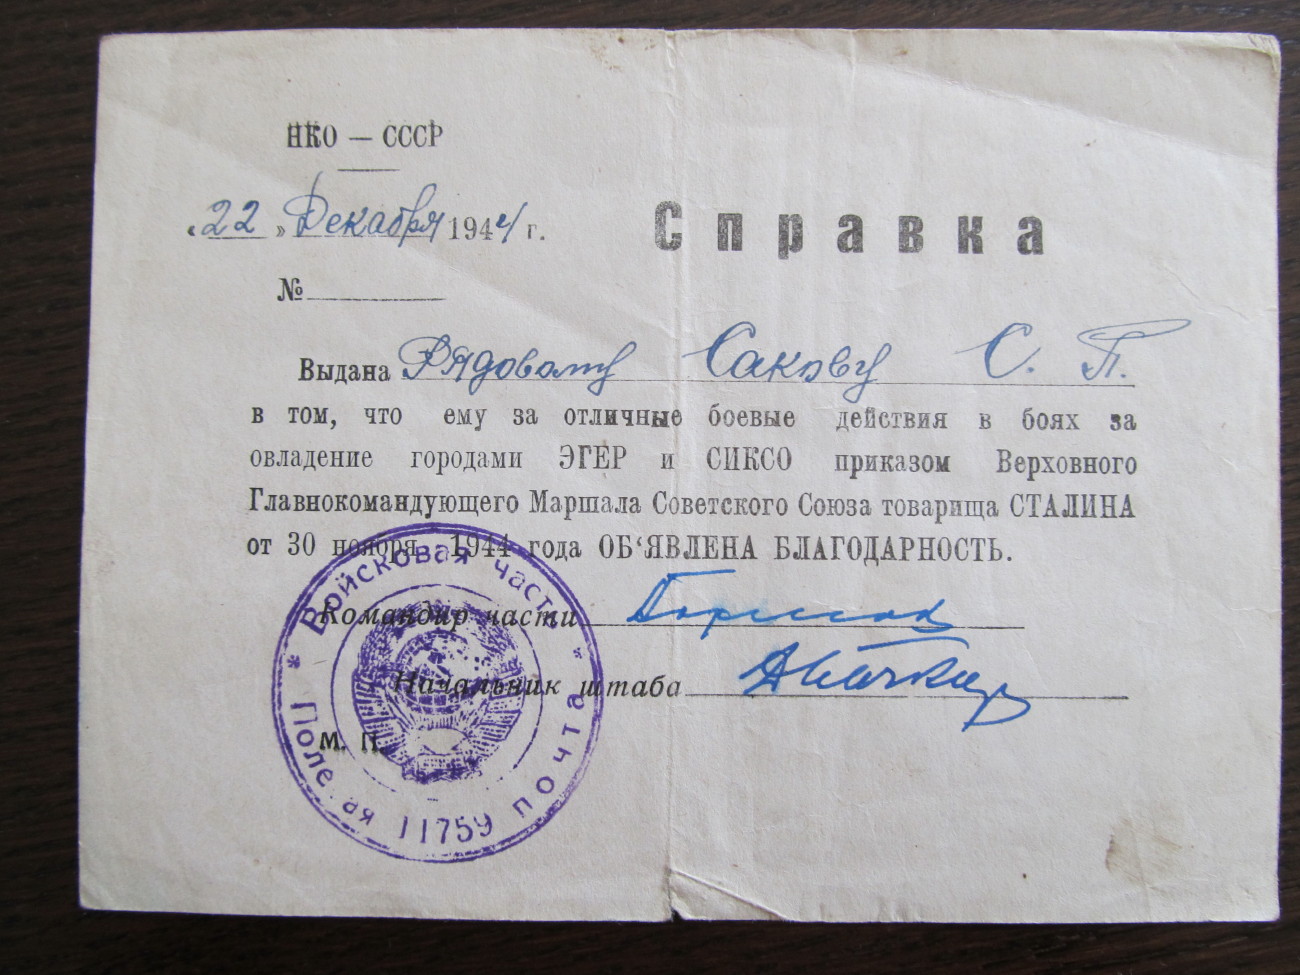 НКО — СССР
«22» Декабря 1944 г.
Справка
№
Выдана Рядовому Сакову С. П.
в том, что ему за отличные боевые действия в боях за
овладение городами ЭГЕР и СИКСО приказом Верховного
Главнокомандующего Маршала Советского Союза товарища СТАЛИНА
от 30 ноября 1944 года ОБ‘ЯВЛЕНА БЛАГОДАРНОСТЬ.
Командир части
Начальник штаба
М. П.
* Войсковая часть *
Полевая 11759 почта